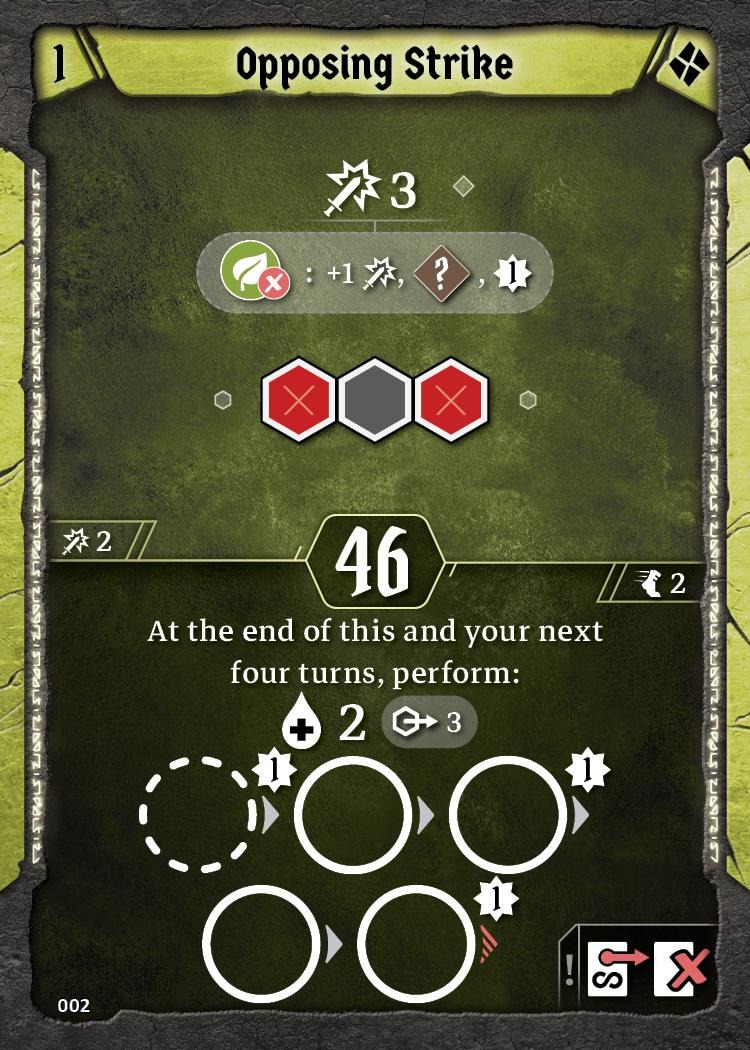 1 Opposing Strike
3
: +1 , ? , 1
2
46
2
At the end of this and your next
four turns, perform:
2 3
1 1
1
!
002